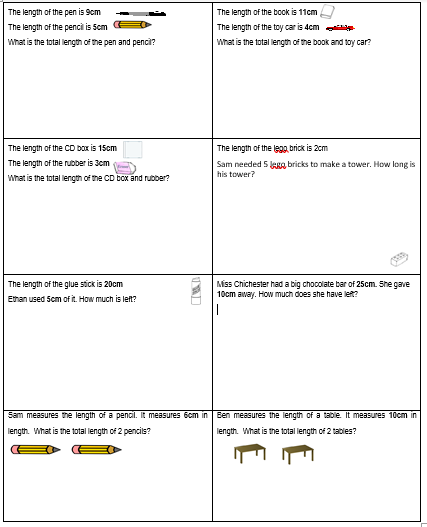 The length of the pen is 9cm
The length of the pencil is 5cm
What is the total length of the pen and pencil?
The length of the book is 11cm
The length of the toy car is 4cm
What is the total length of the book and toy car?
The length of the CD box is 15cm
The length of the rubber is 3cm
What is the total length of the CD box and rubber?
The length of the lego brick is 2cm
Sam needed 5 lego bricks to make a tower. How long is
his tower?
The length of the glue stick is 20cm
Ethan used 5cm of it. How much is left?
Miss Chichester had a big chocolate bar of 25cm. She gave
10cm away. How much does she have left?
Sam measures the length of a pencil. It measures 6cm in
length. What is the total length of 2 pencils?
Ben measures the length of a table. It measures 10cm in
length. What is the total length of 2 tables?